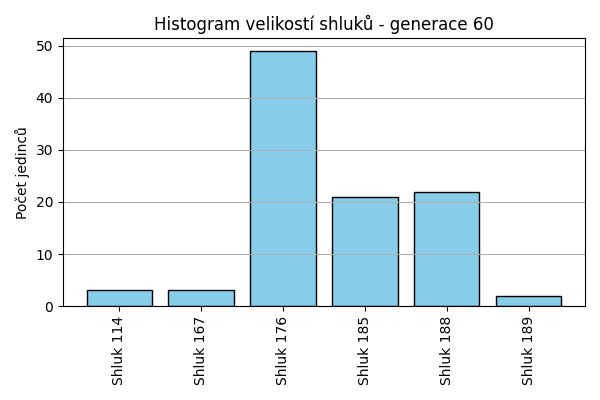 Histogram velikostí shluků - generace 60
Počet jedinců
50
40
30
20
10
0
Shluk 114
Shluk 167
Shluk 176
Shluk 185
Shluk 188
Shluk 189